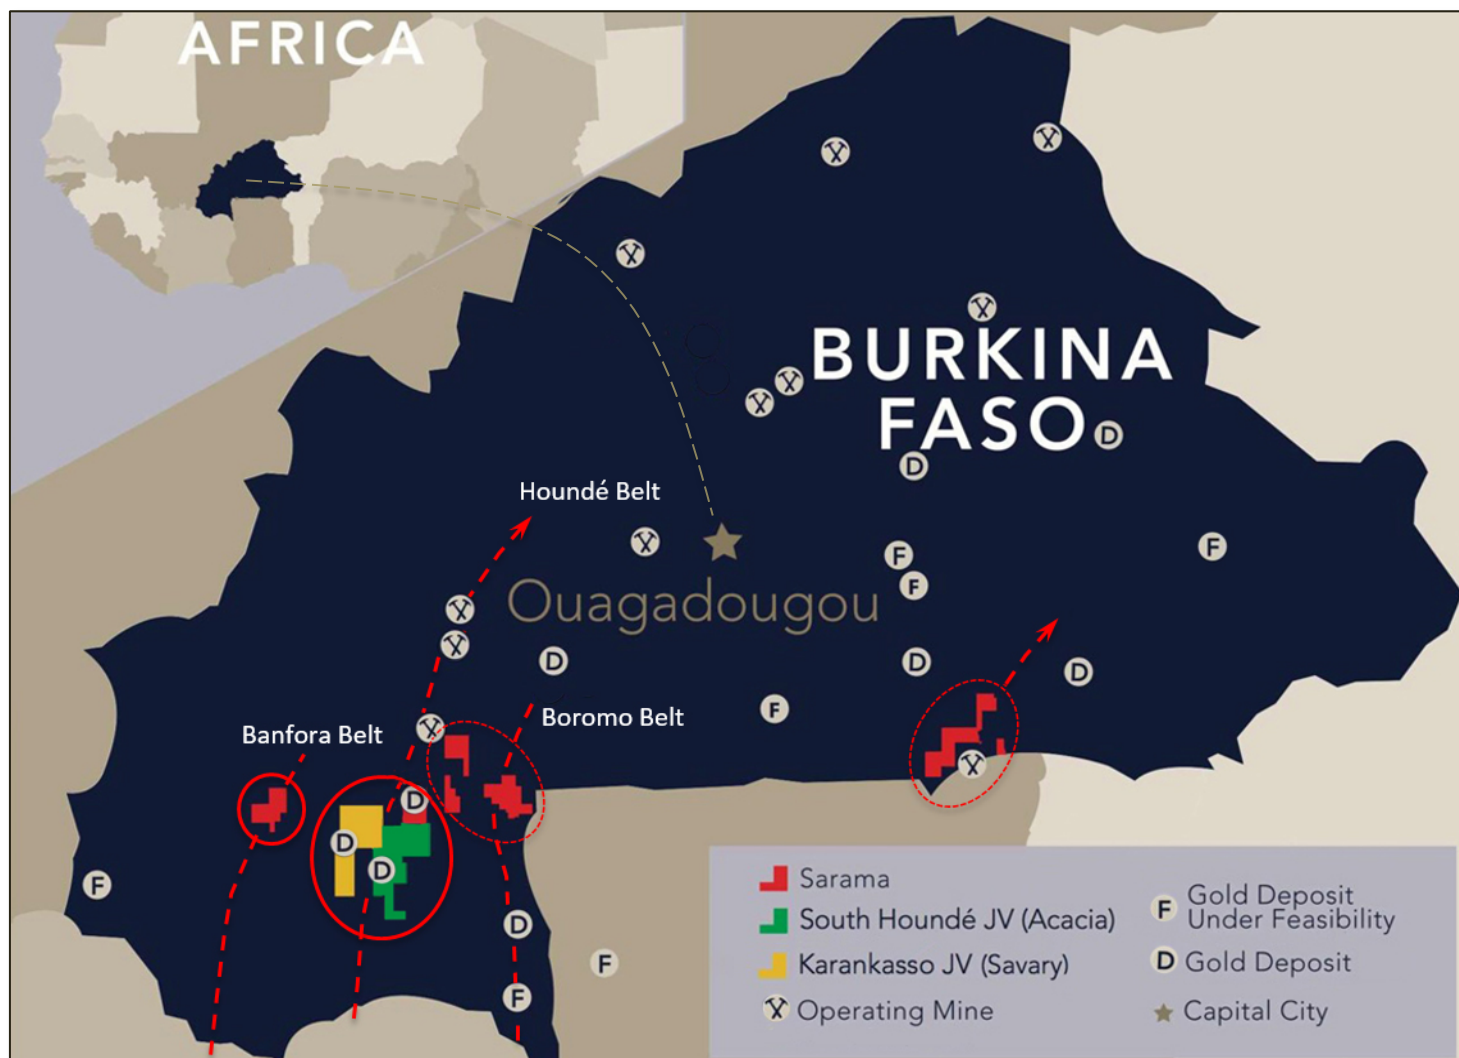 AFRICA
BURKINA
FASO
D
D
Houndé Belt
F
F
F
Ouagadougou
D
D
D
Boromo Belt
F
Banfora Belt
D
D
D
F
D
F
F
Sarama
South Houndé JV (Acacia)
Karankasso JV (Savary)
Operating Mine
F Gold Deposit
Under Feasibility
D Gold Deposit
Capital City